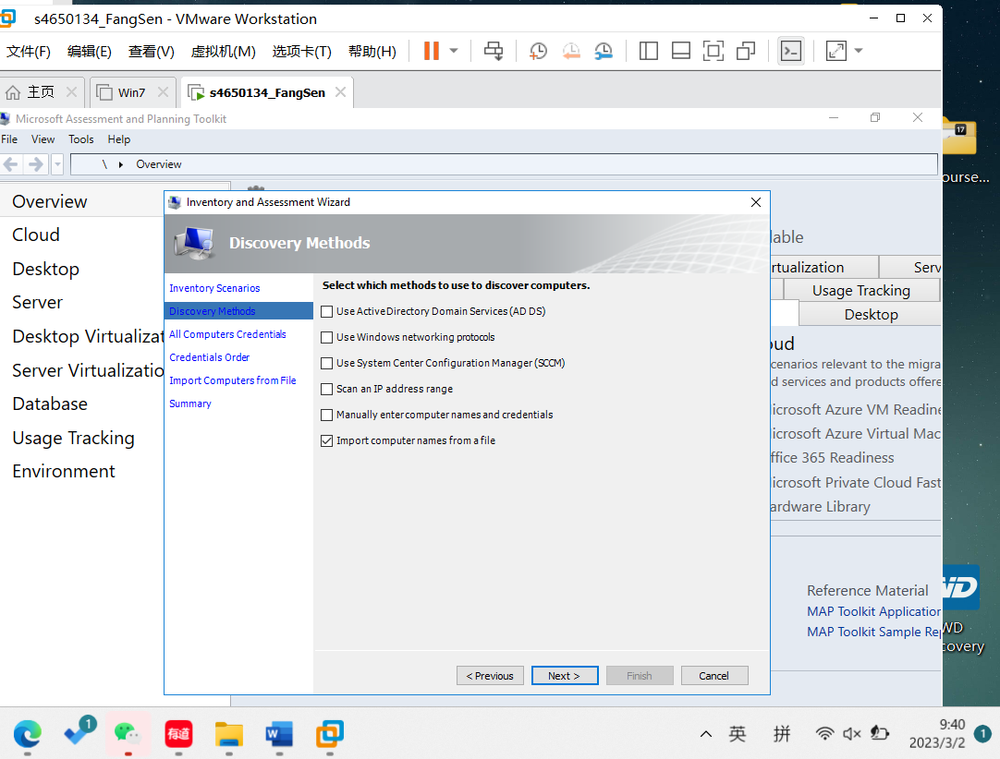 s4650134_FangSen - VMware Workstation
文件(F) 编辑(E) 查看(V) 虚拟机(M) 选项卡(T) 帮助(H)
主页 Win7 s4650134_FangSen
Microsoft Assessment and Planning Toolkit
File View Tools Help
\ Overview
17
ourse...
Overview
Cloud
Desktop
Server
Desktop Virtualizat
Server Virtualizatio
Database
Usage Tracking
Environment
Inventory and Assessment Wizard
Discovery Methods
Inventory Scenarios
Discovery Methods
All Computers Credentials
Credentials Order
Import Computers from File
Summary
Select which methods to use to discover computers.
Use Active Directory Domain Services (AD DS)
Use Windows networking protocols
Use System Center Configuration Manager (SCCM)
Scan an IP address range
Manually enter computer names and credentials
Import computer names from a file
< Previous Next > Finish Cancel
lable
rtualization Serv
Usage Tracking
Desktop
oud
cenarios relevant to the migra
d services and products offere
icrosoft Azure VM Readine
icrosoft Azure Virtual Mac
ffice 365 Readiness
icrosoft Private Cloud Fast
ardware Library
Reference Material
MAP Toolkit Application
MAP Toolkit Sample Rep
WD
WD
covery
1
有道
W
英
拼
9:40
2023/3/2
1